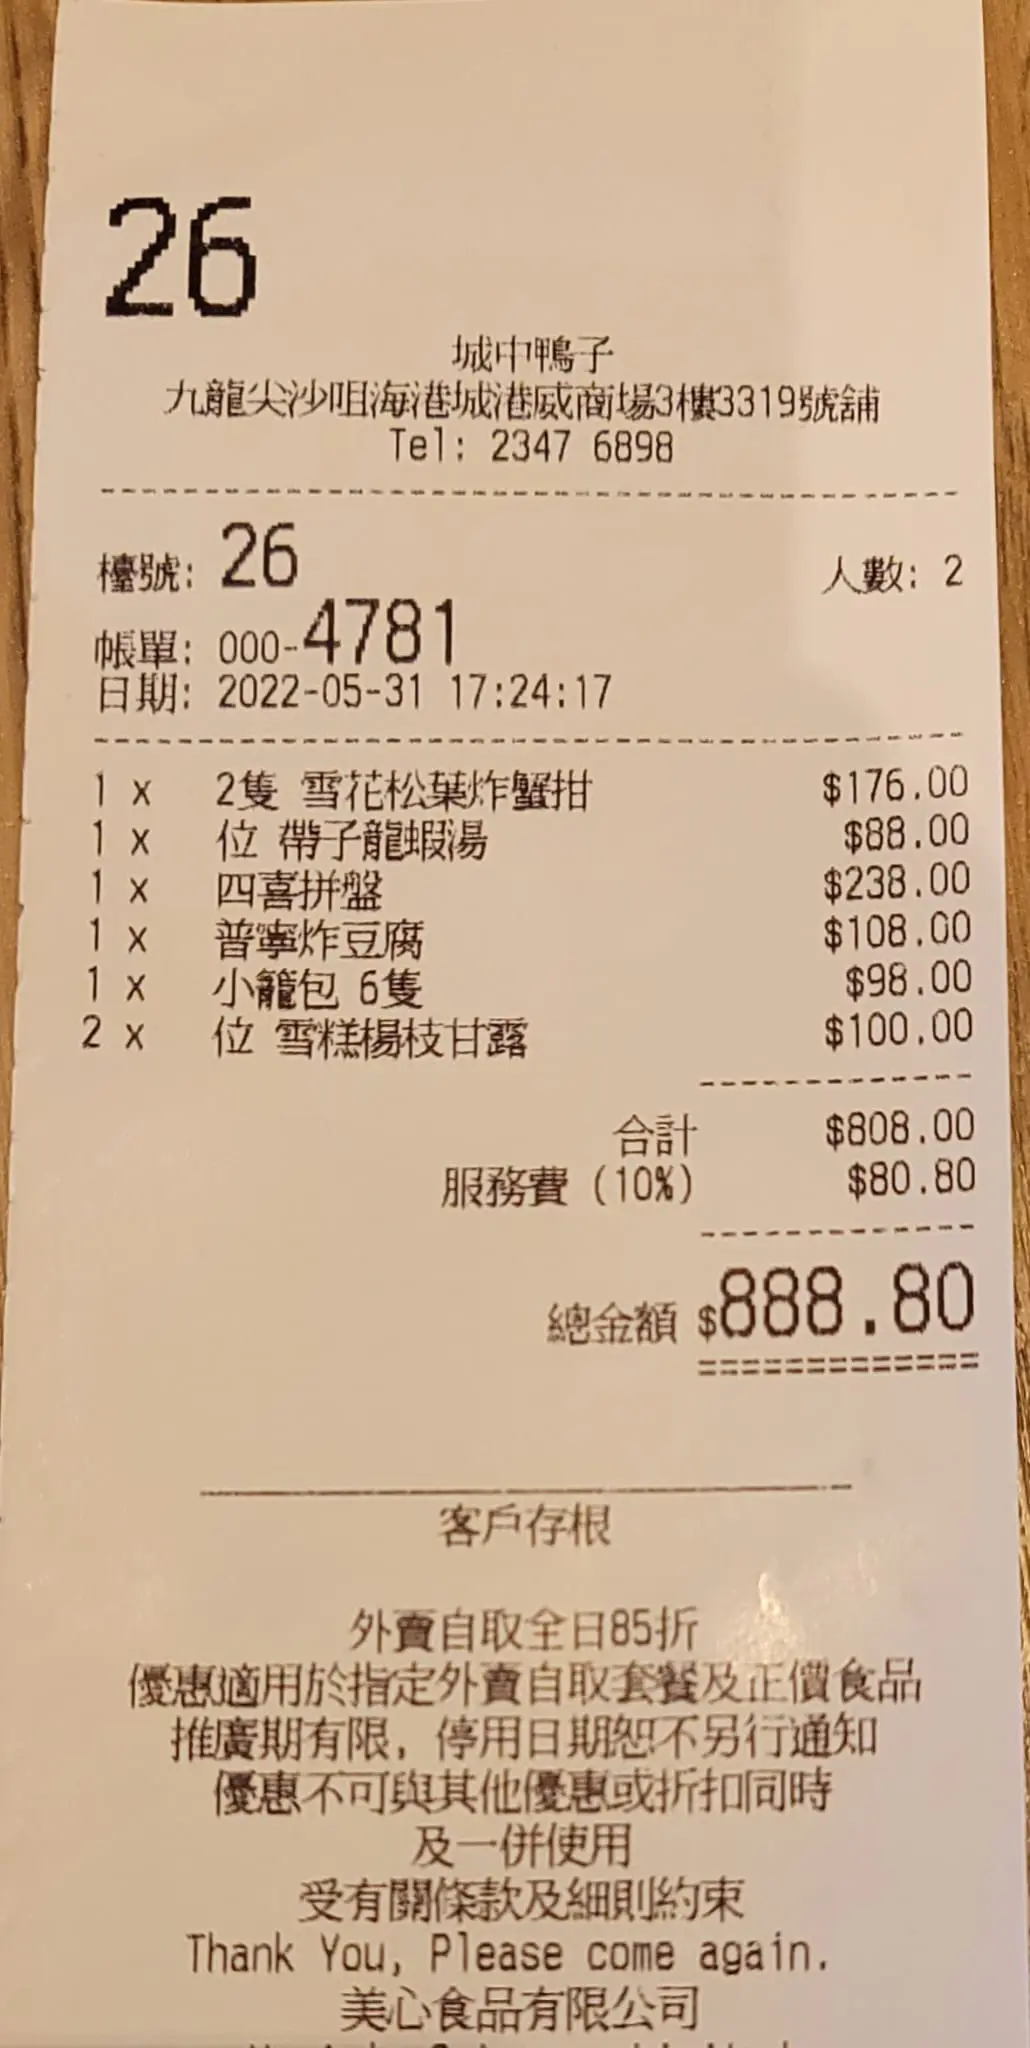 26
城中鴨子
九龍尖沙咀海港城港威商場3樓3319號舖
Tel: 2347 6898
檯號: 26 人數: 2
帳單: 000-4781
日期: 2022-05-31 17:24:17
1 x 2隻 雪花松葉炸蟹拑 $176.00
1 x 位 帶子龍蝦湯 $88.00
1 x 四喜拼盤 $238.00
1 x 普寧炸豆腐 $108.00
1 x 小籠包 6隻 $98.00
2 x 位 雪糕楊枝甘露 $100.00
合計 $808.00
服務費 (10%) $80.80
總金額 $888.80
客戶存根
外賣自取全日85折
優惠適用於指定外賣自取套餐及正價食品
推廣期有限, 停用日期恕不另行通知
優惠不可與其他優惠或折扣同時
及一併使用
受有關條款及細則約束
Thank You, Please come again.
美心食品有限公司